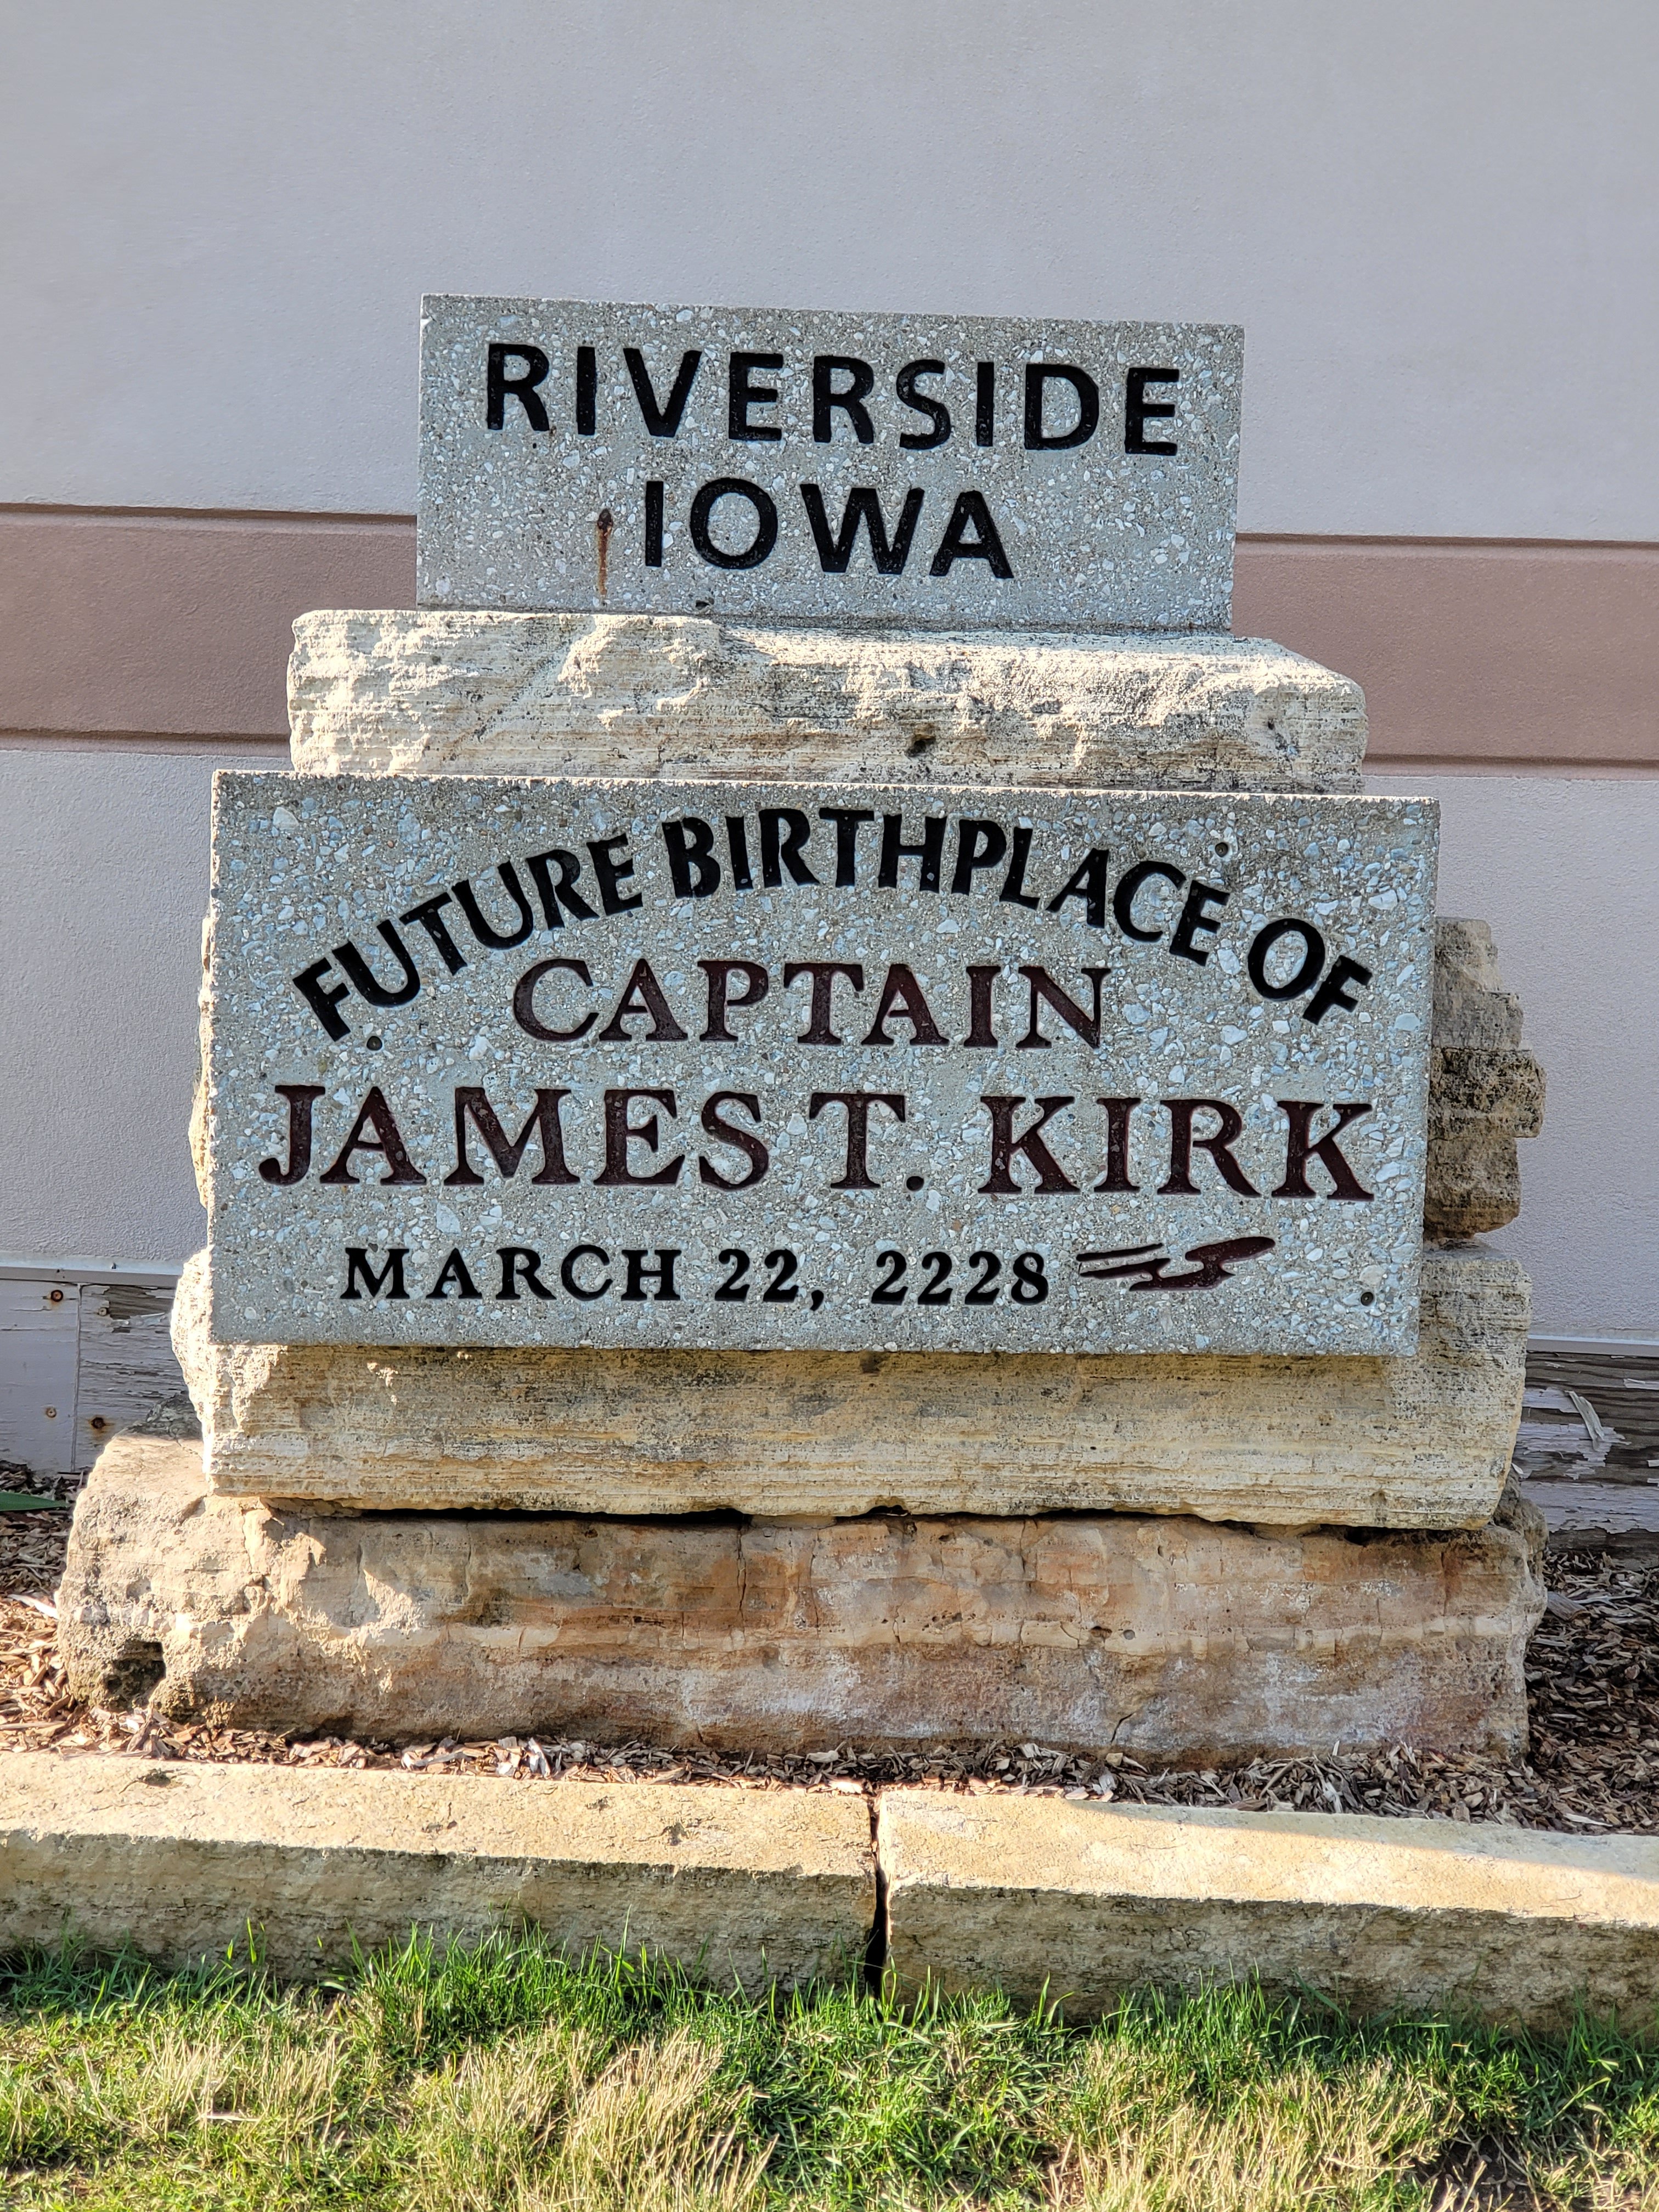 RIVERSIDE
IOWA
FUTURE BIRTHPLACE OF
CAPTAIN
JAMES T. KIRK
MARCH 22, 2228